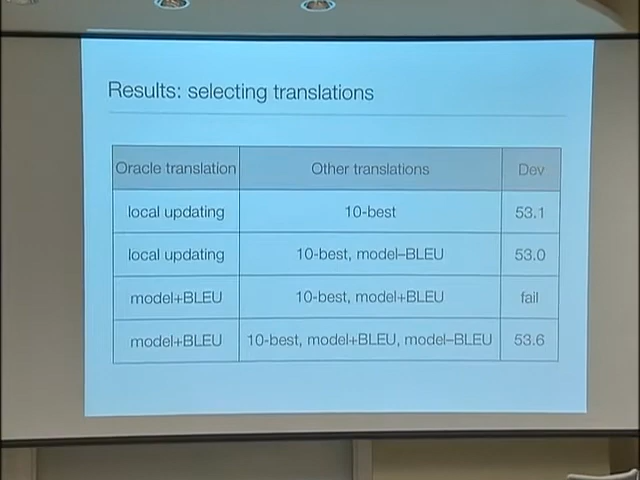 Results: selecting translations
Oracle translation Other translations Dev
local updating 10-best 53.1
local updating 10-best, model–BLEU 53.0
model+BLEU 10-best, model+BLEU fail
model+BLEU 10-best, model+BLEU, model–BLEU 53.6